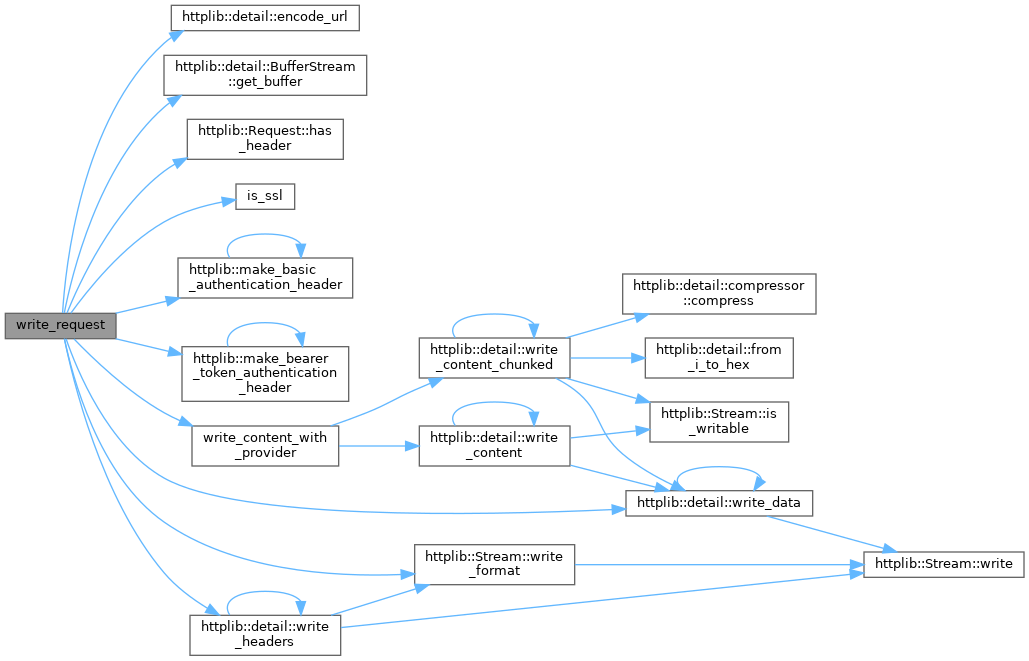 httplib::detail::encode_url
httplib::detail::BufferStream
::get_buffer
httplib::Request::has
_header
is_ssl
httplib::make_basic
_authentication_header
write_request
httplib::make_bearer
_token_authentication
_header
write_content_with
_provider
httplib::detail::write
_headers
httplib::detail::write
_content_chunked
httplib::detail::write
_content
httplib::Stream::write
_format
httplib::detail::compressor
::compress
httplib::detail::from
_i_to_hex
httplib::Stream::is
_writable
httplib::detail::write_data
httplib::Stream::write